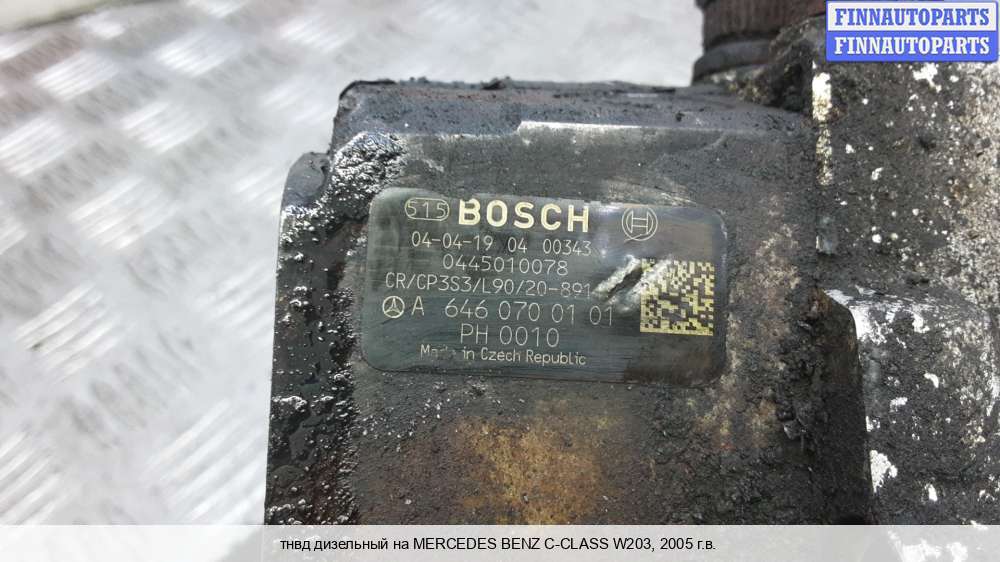 FINNAUTOPARTS
FINNAUTOPARTS
515 BOSCH
04-04-19 04 00343
0445010078
CR/CP3S3/L90/20-891
A 646 070 01 01
PH 0010
Made in Czech Republic
тнвд дизельный на MERCEDES BENZ C-CLASS W203, 2005 г.в.